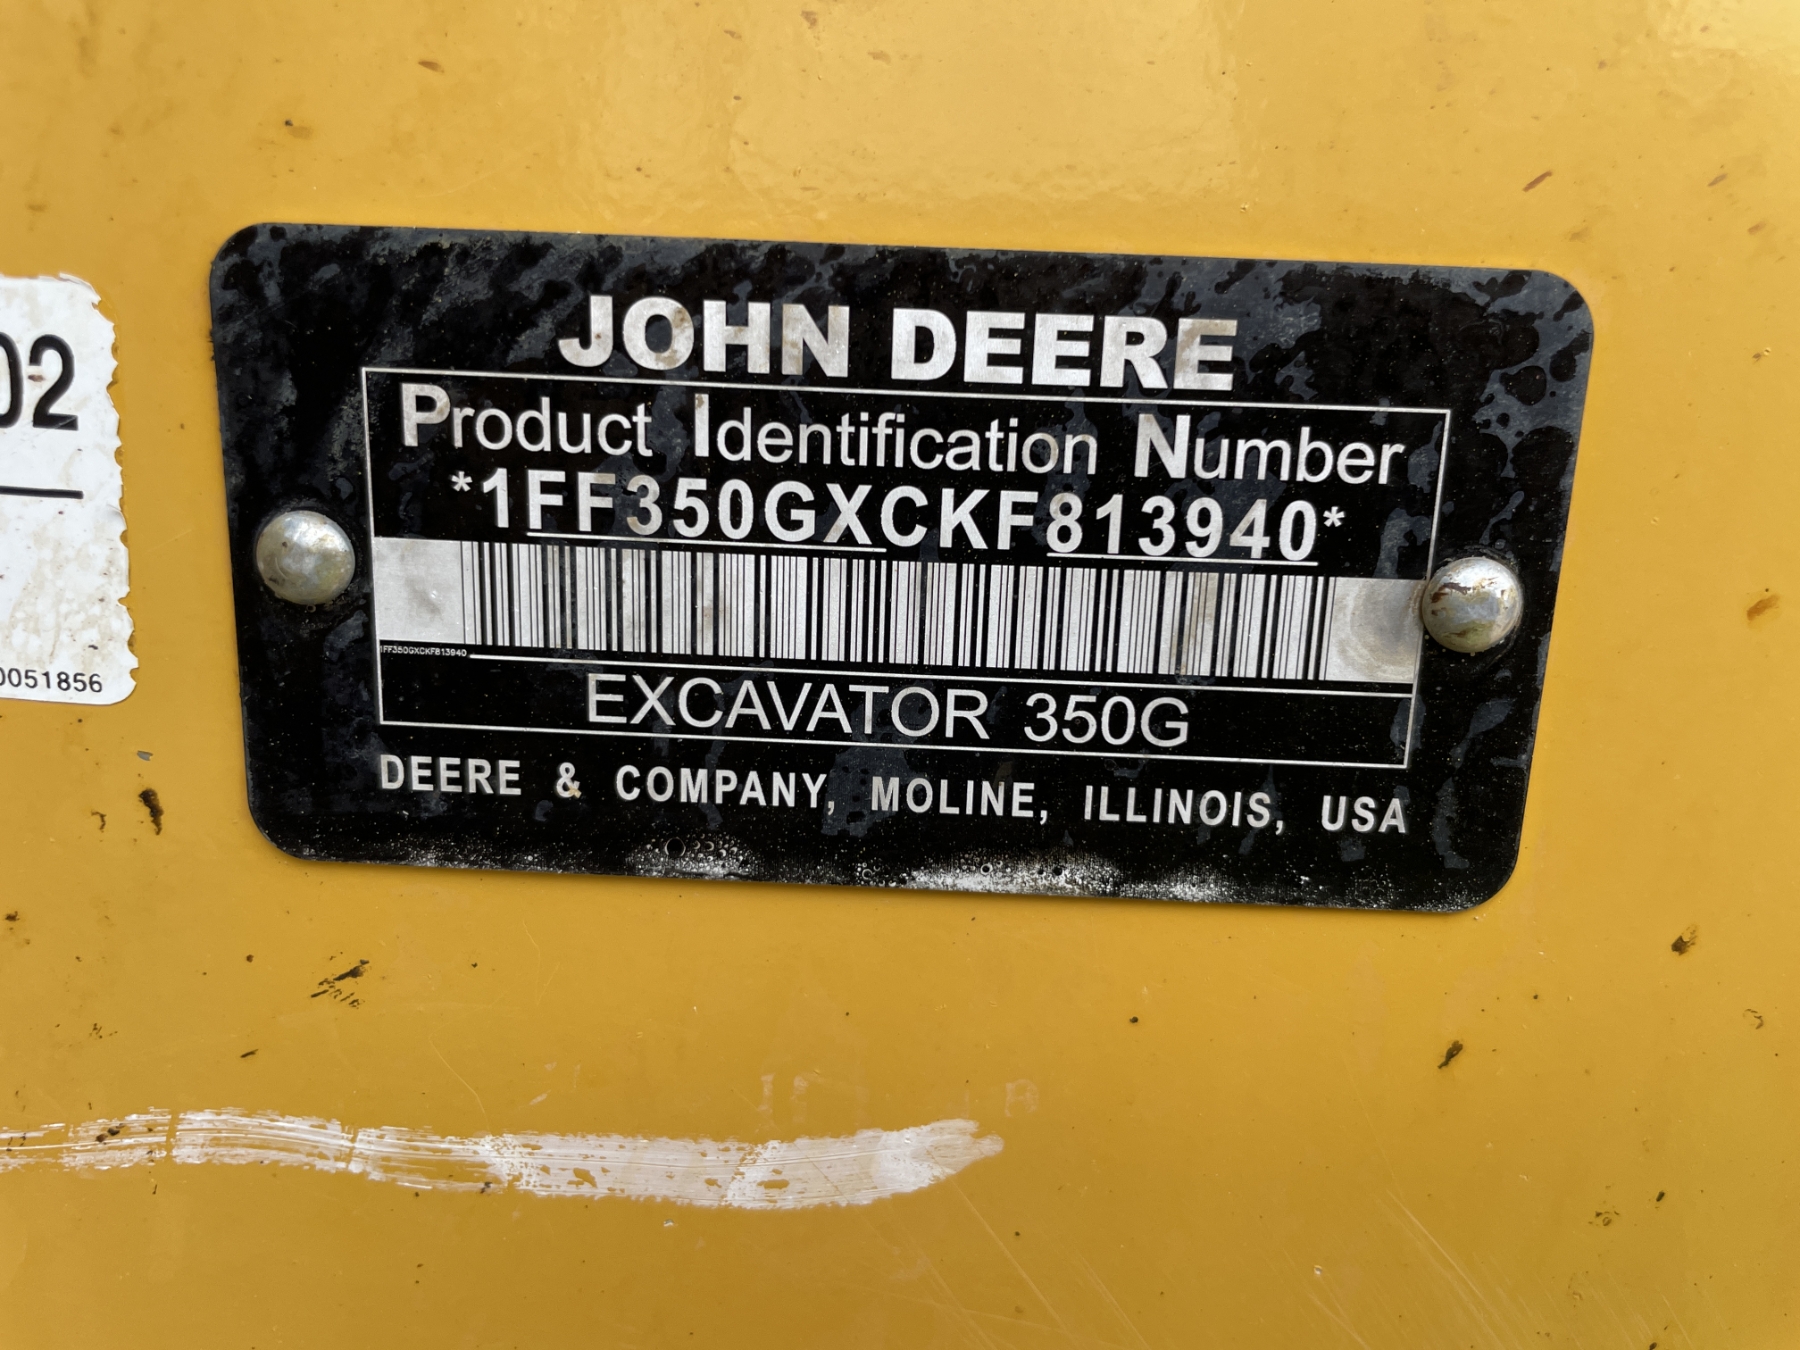 JOHN DEERE
Product Identification Number
*1FF350GXCKF813940*
1FF350GXCKF813940
EXCAVATOR 350G
DEERE & COMPANY, MOLINE, ILLINOIS, USA
02
0051856